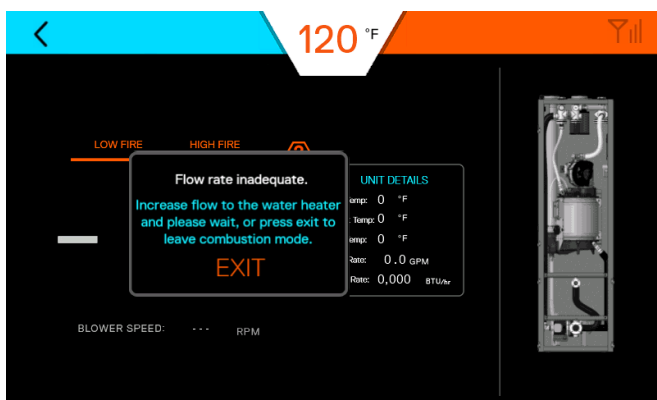 120 °F
LOW FIRE HIGH FIRE
Flow rate inadequate.
Increase flow to the water heater
and please wait, or press exit to
leave combustion mode.
EXIT
UNIT DETAILS
0 °F
Temp: 0 °F
0 °F
0.0 GPM
Rate: 0,000 BTU/hr
BLOWER SPEED: --- RPM